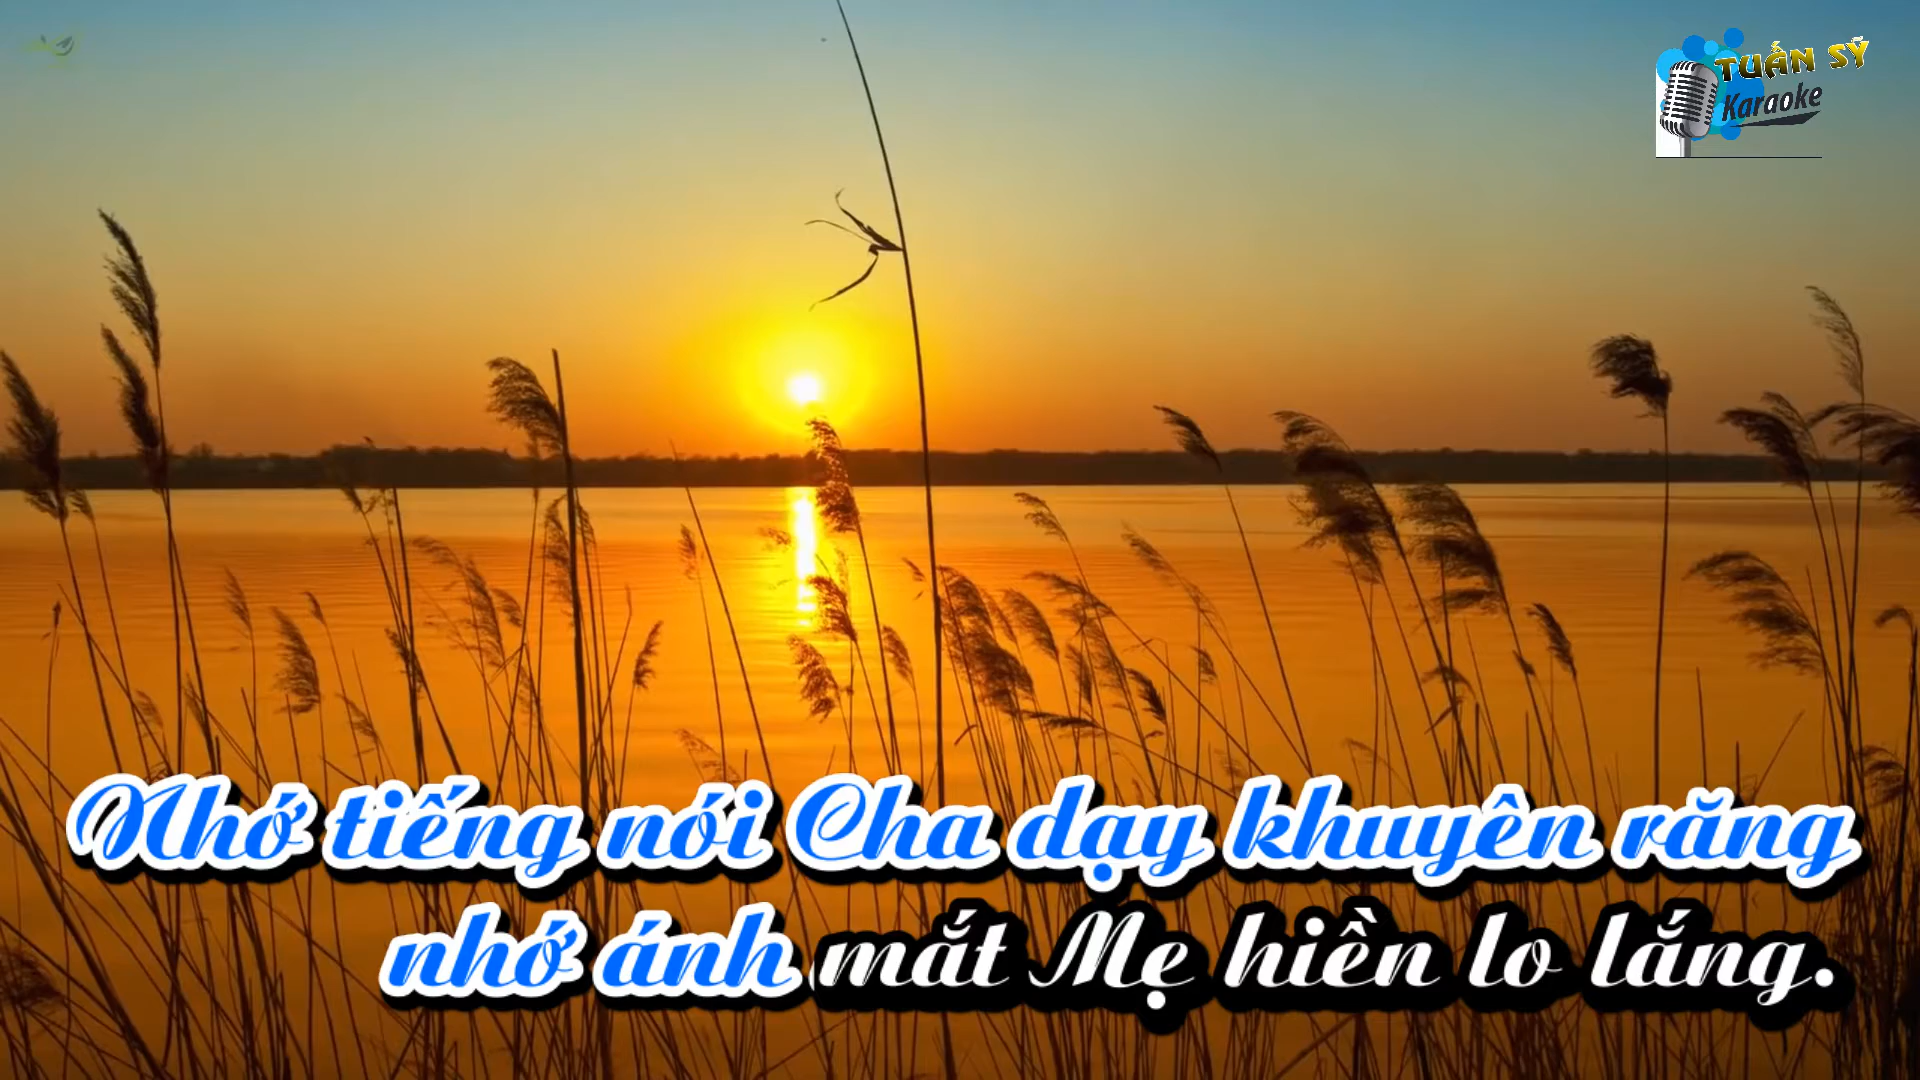 TUẤN SỸ
Karaoke
Nhớ tiếng nói Cha dạy khuyên răng
nhớ ánh mắt Mẹ hiền lo lắng.